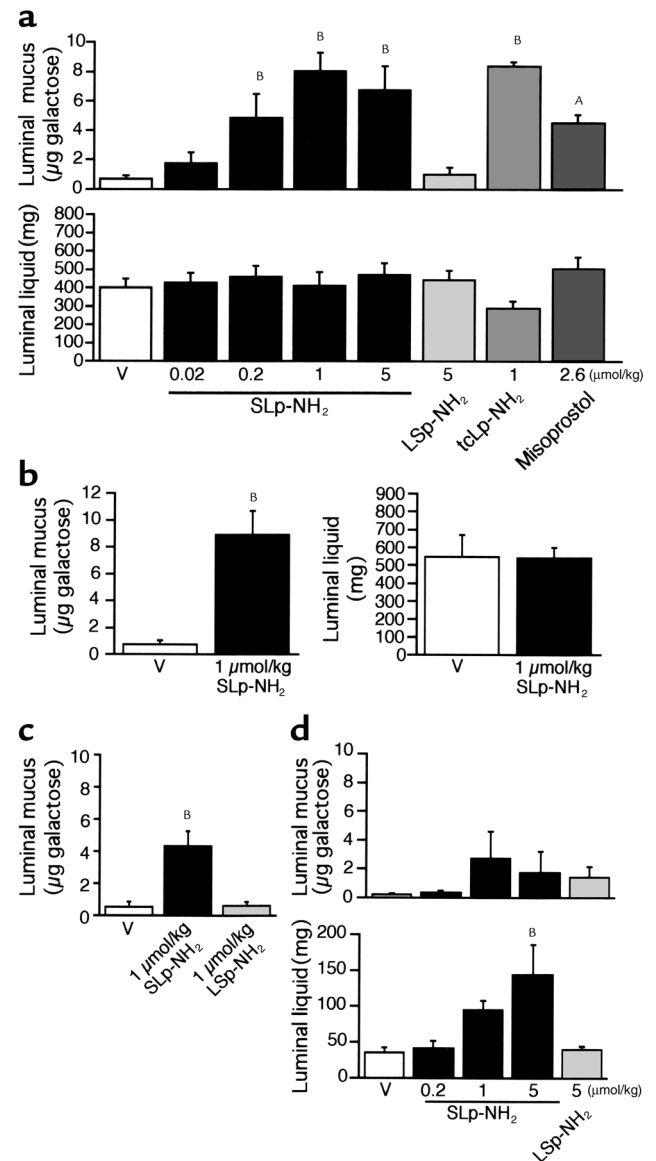 a
Luminal mucus
(µg galactose)
10
8
6
4
2
0
B
B
B
B
A
Luminal liquid (mg)
800
700
600
500
400
300
200
100
0
V
0.02
0.2
1
5
5
1
2.6 (µmol/kg)
SLp-NH₂
LSp-NH₂
tcLp-NH₂
Misoprostol
b
Luminal mucus
(µg galactose)
12
10
8
6
4
2
0
B
V
1 µmol/kg
SLp-NH₂
Luminal liquid
(mg)
900
800
700
600
500
400
300
200
100
0
V
1 µmol/kg
SLp-NH₂
c
Luminal mucus
(µg galactose)
10
8
6
4
2
0
B
V
1 µmol/kg
SLp-NH₂
1 µmol/kg
LSp-NH₂
d
Luminal mucus
(µg galactose)
10
8
6
4
2
0
Luminal liquid (mg)
200
150
100
50
0
B
V
0.2
1
5
5 (µmol/kg)
SLp-NH₂
LSp-NH₂